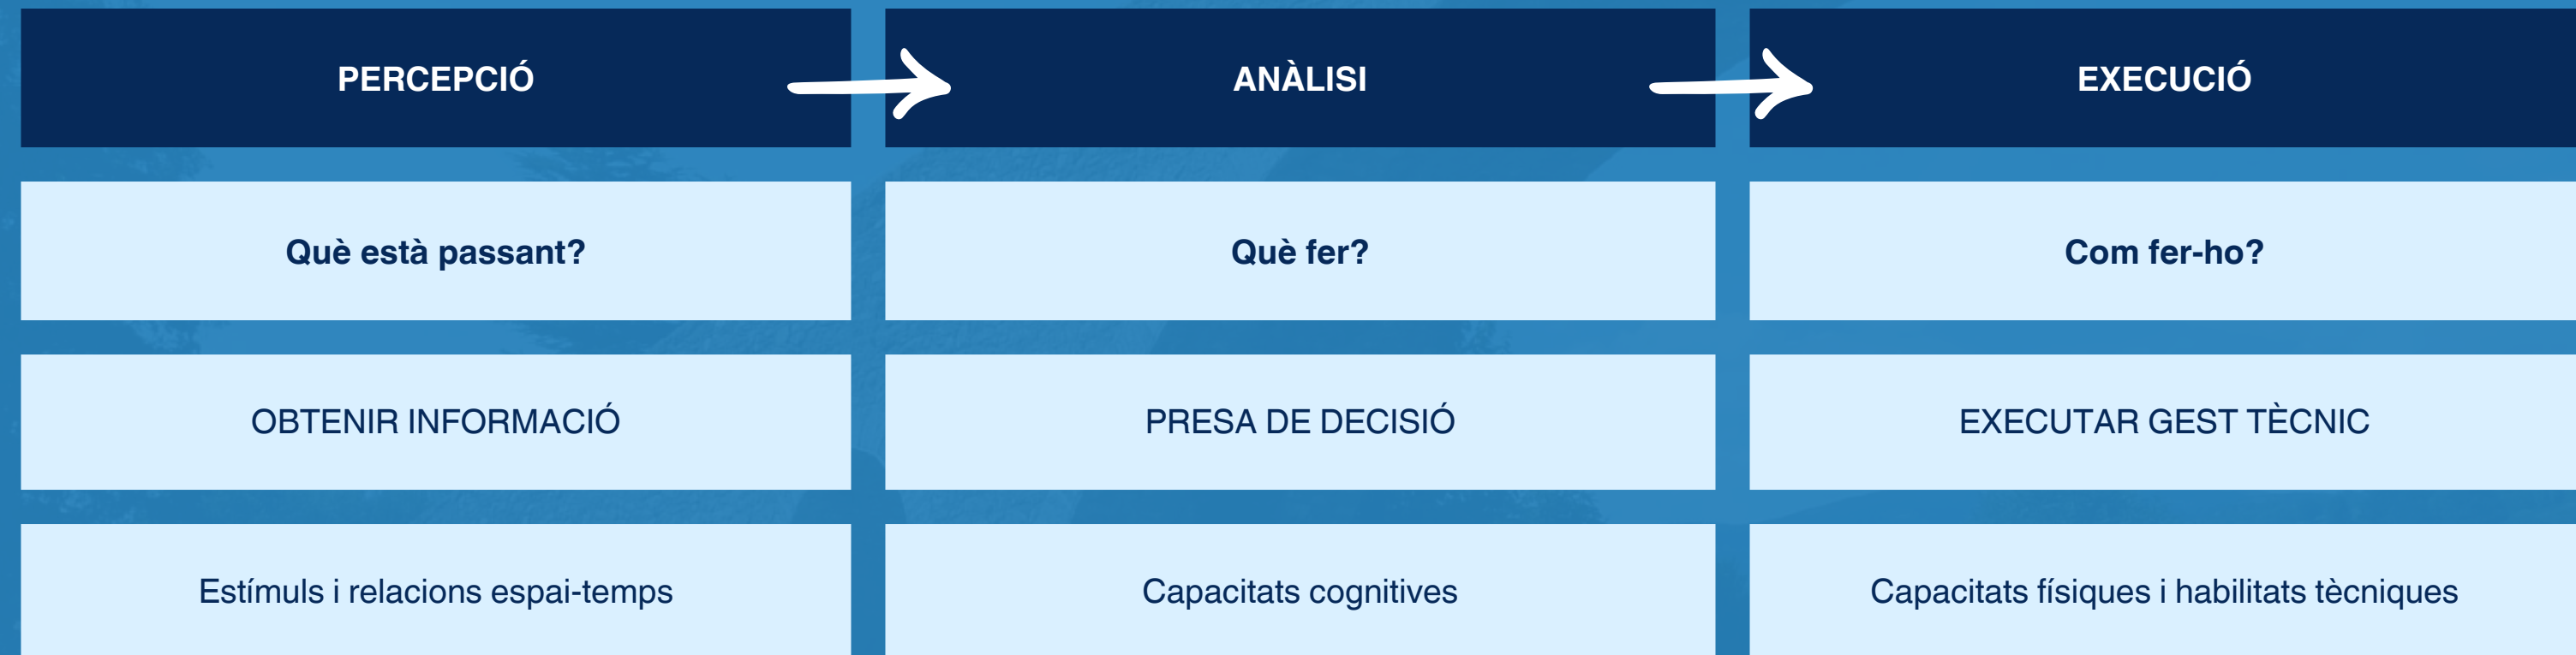 PERCEPCIÓ
ANÀLISI
EXECUCIÓ
Què està passant?
Què fer?
Com fer-ho?
OBTENIR INFORMACIÓ
PRESA DE DECISIÓ
EXECUTAR GEST TÈCNIC
Estímuls i relacions espai-temps
Capacitats cognitives
Capacitats físiques i habilitats tècniques